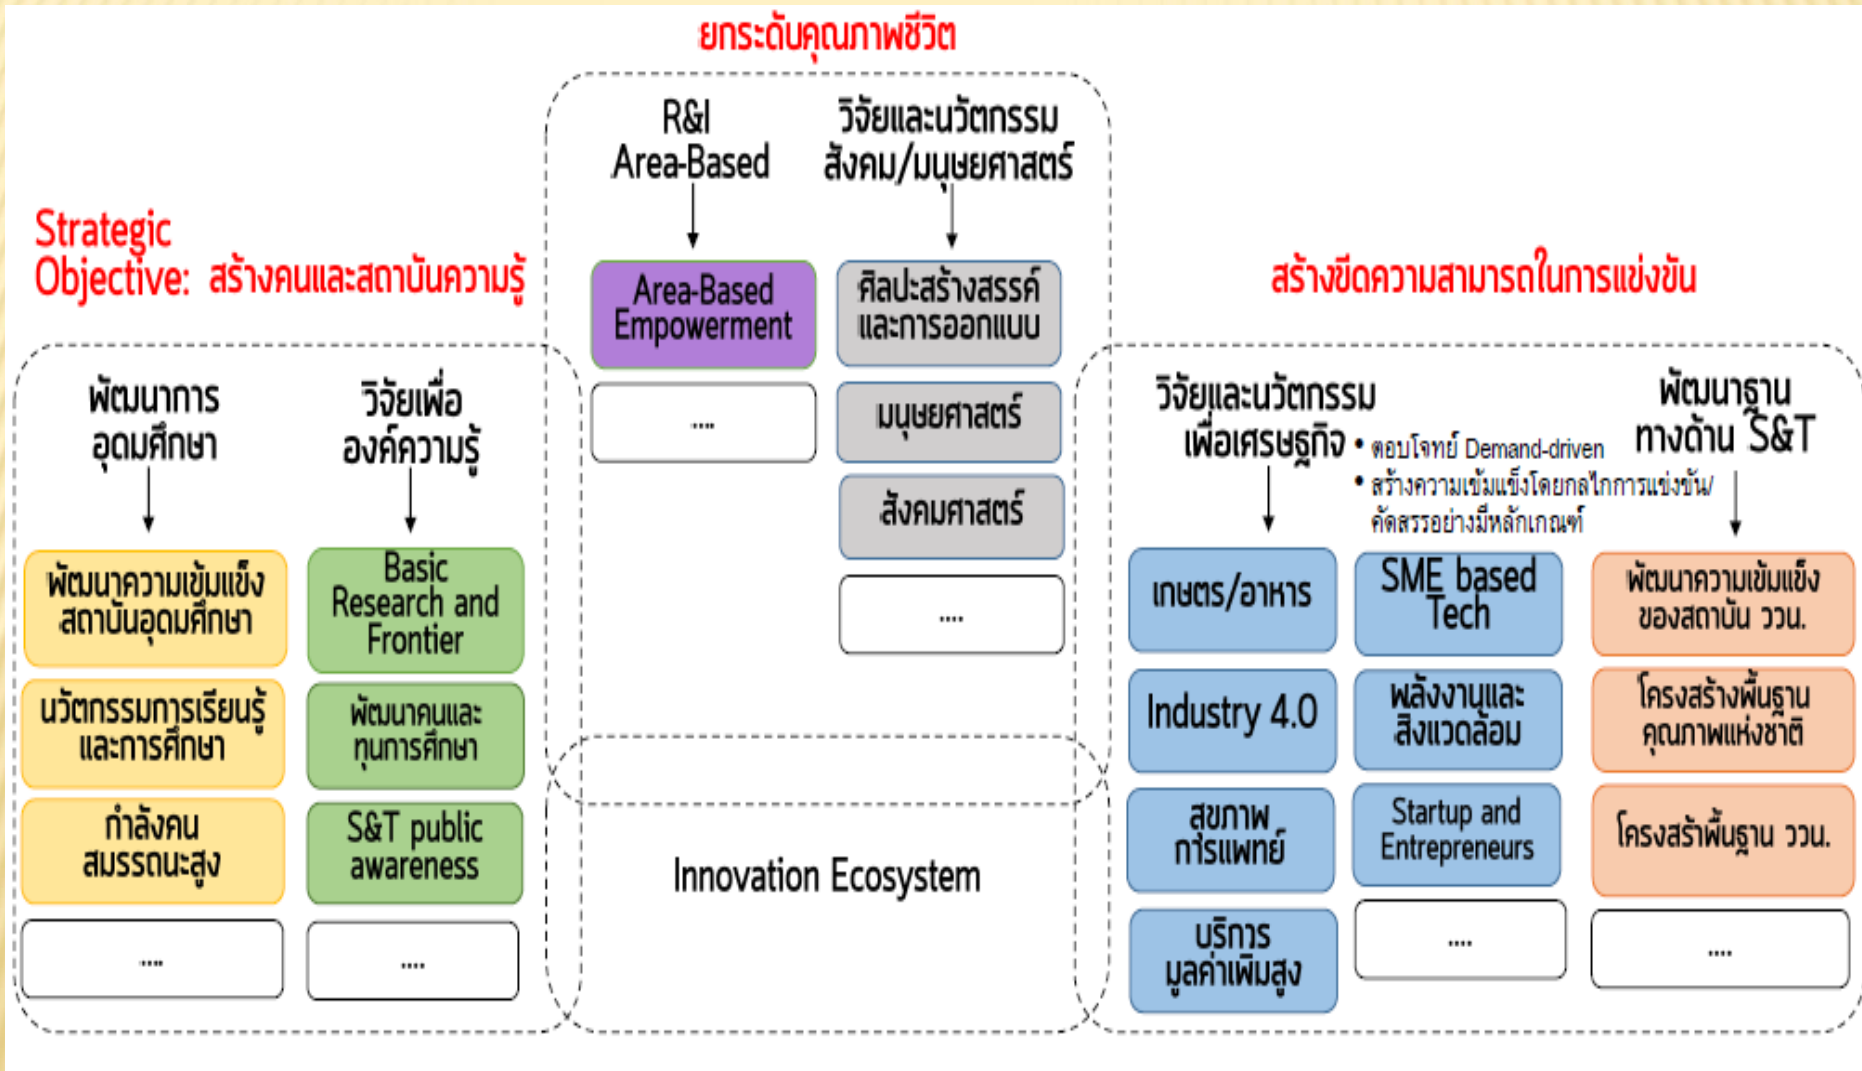 ยกระดับคุณภาพชีวิต
R&I
Area-Based
วิจัยและนวัตกรรม
สังคม/มนุษยศาสตร์
Area-Based
Empowerment
....
ศิลปะสร้างสรรค์
และการออกแบบ
มนุษยศาสตร์
สังคมศาสตร์
....
Strategic
Objective: สร้างคนและสถาบันความรู้
พัฒนาการ
อุดมศึกษา
วิจัยเพื่อ
องค์ความรู้
พัฒนาความเข้มแข็ง
สถาบันอุดมศึกษา
นวัตกรรมการเรียนรู้
และการศึกษา
กำลังคน
สมรรถนะสูง
....
Basic
Research and
Frontier
พัฒนาคนและ
ทุนการศึกษา
S&T public
awareness
....
Innovation Ecosystem
สร้างขีดความสามารถในการแข่งขัน
วิจัยและนวัตกรรม
เพื่อเศรษฐกิจ
• ตอบโจทย์ Demand-driven
• สร้างความเข้มแข็งโดยกลไกการแข่งขัน/
คัดสรรอย่างมีหลักเกณฑ์
พัฒนาฐาน
ทางด้าน S&T
เกษตร/อาหาร
Industry 4.0
สุขภาพ
การแพทย์
บริการ
มูลค่าเพิ่มสูง
SME based
Tech
พลังงานและ
สิ่งแวดล้อม
Startup and
Entrepreneurs
....
พัฒนาความเข้มแข็ง
ของสถาบัน ววน.
โครงสร้างพื้นฐาน
คุณภาพแห่งชาติ
โครงสร้าพื้นฐาน ววน.
....